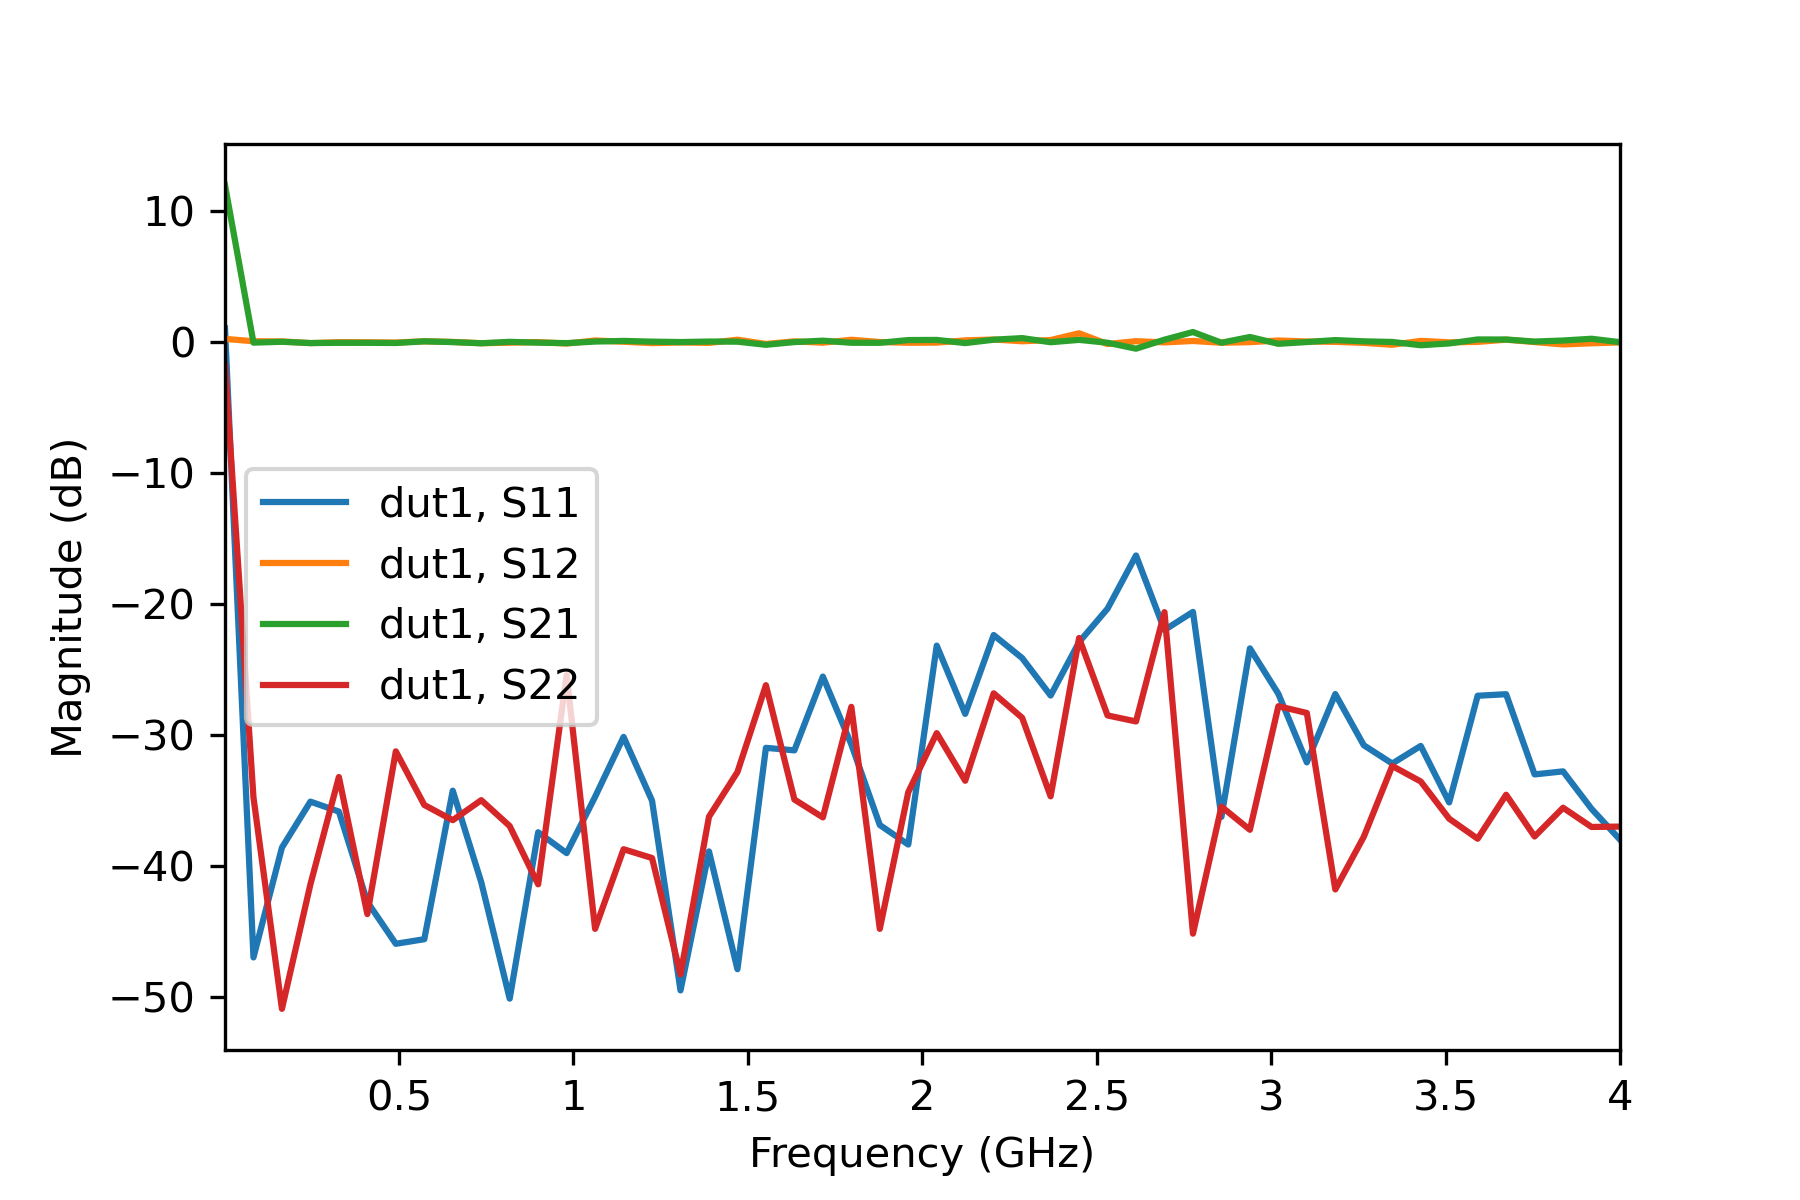 10
0
−10
−20
−30
−40
−50
Magnitude (dB)
dut1, S11
dut1, S12
dut1, S21
dut1, S22
0.5 1 1.5 2 2.5 3 3.5 4
Frequency (GHz)